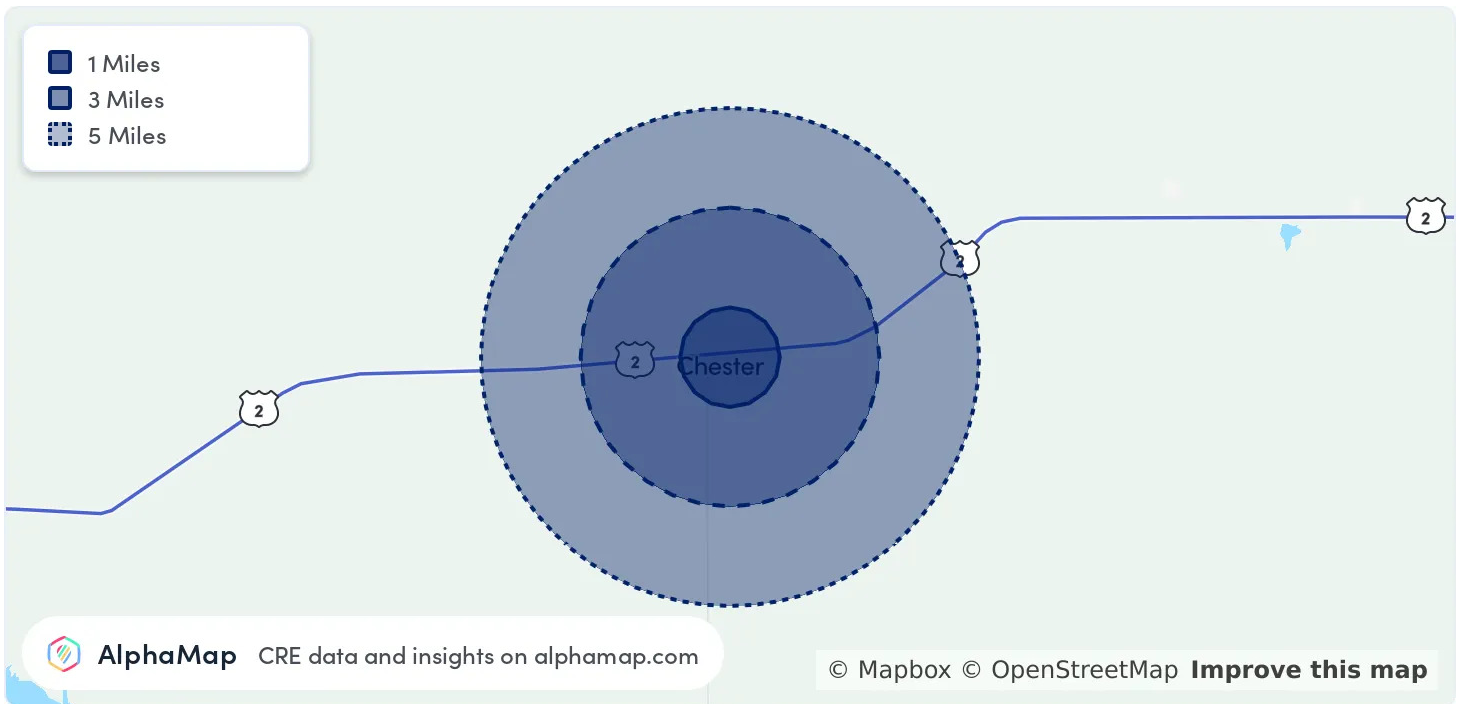 1 Miles
3 Miles
5 Miles
2
2
2
Chester
2
AlphaMap CRE data and insights on alphamap.com
© Mapbox © OpenStreetMap Improve this map